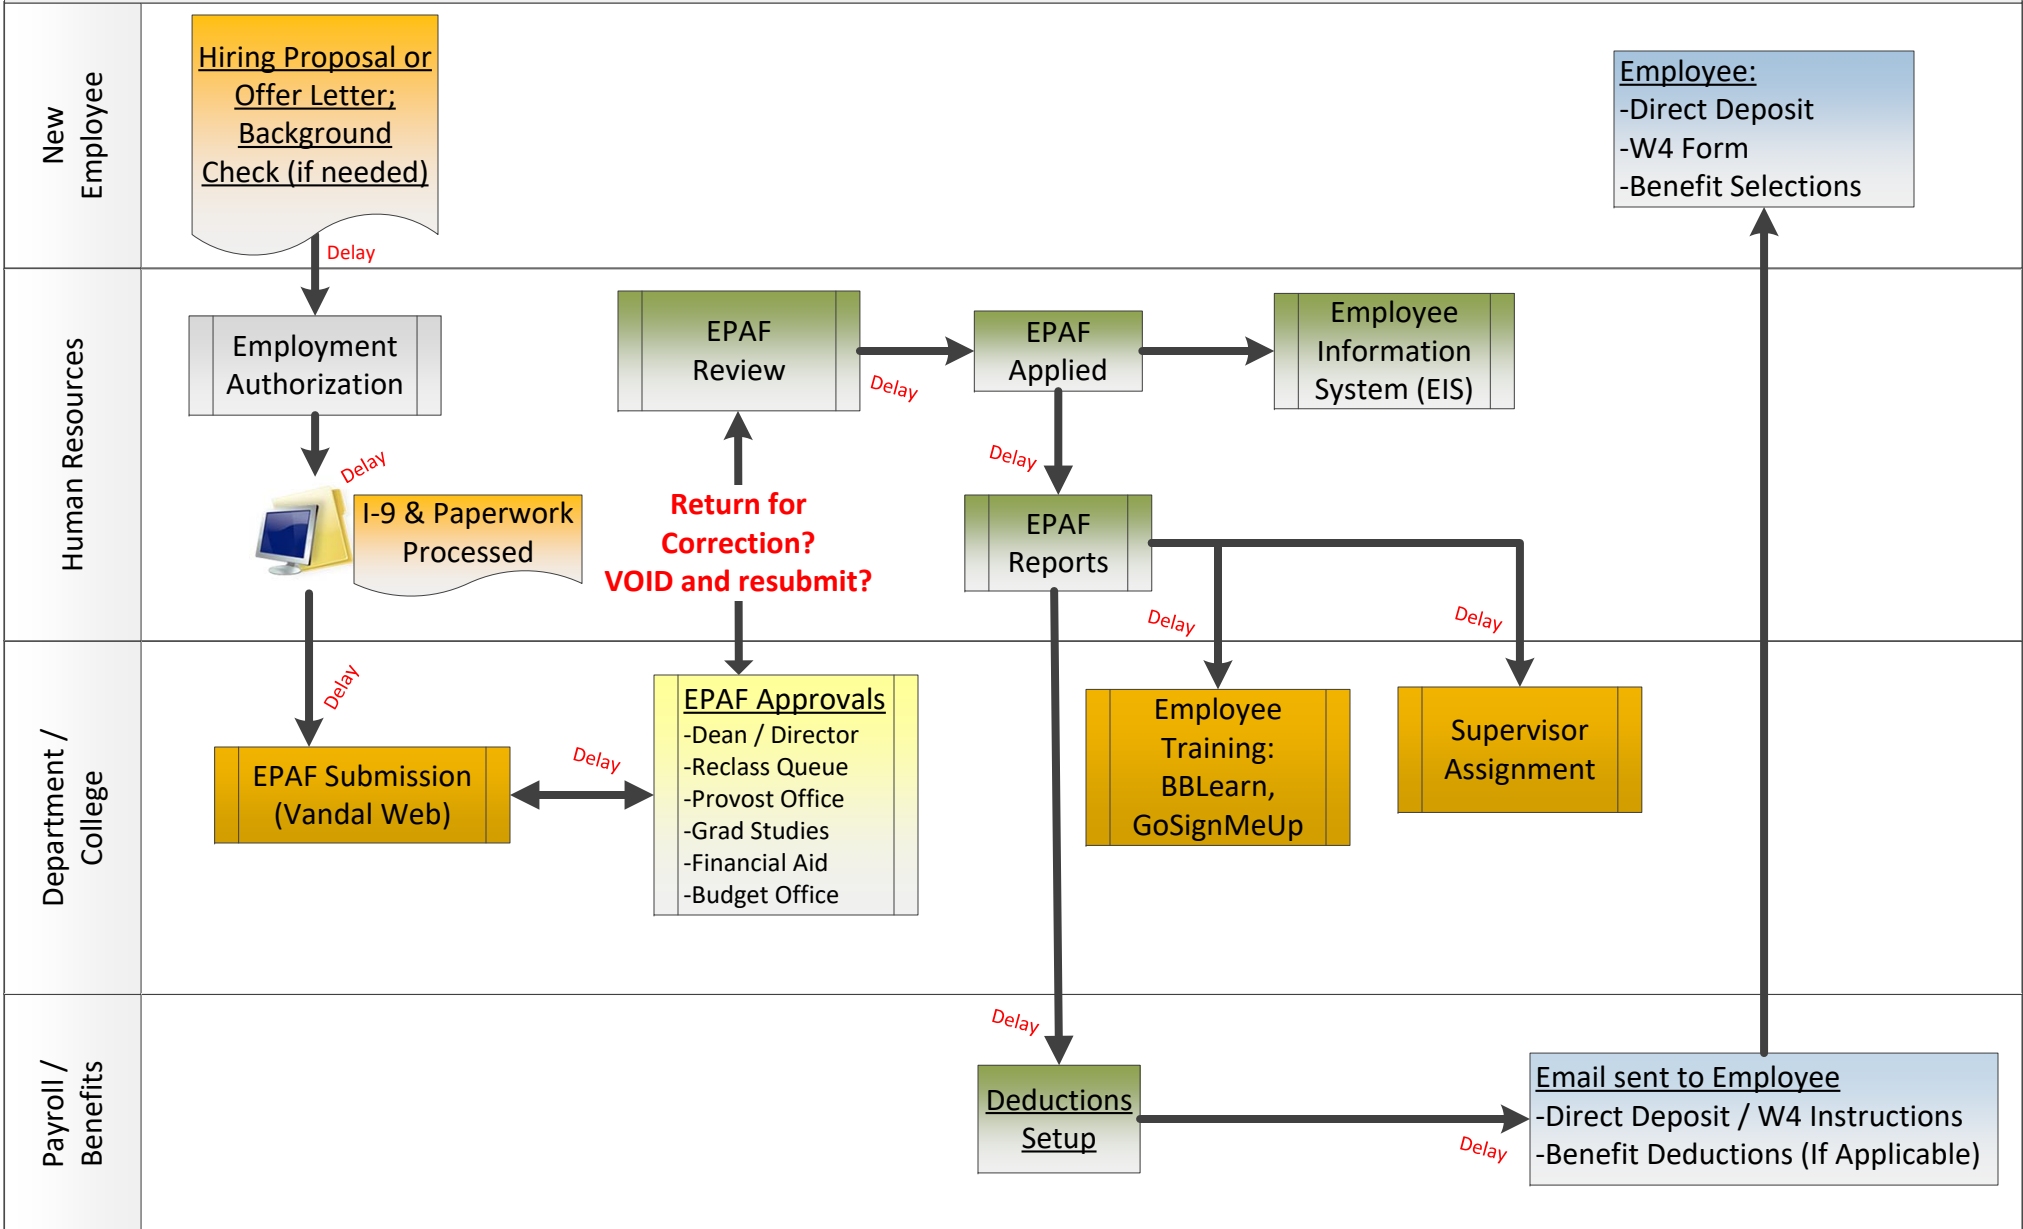 New
Employee
Hiring Proposal or
Offer Letter;
Background
Check (if needed)
Delay
Employee:
-Direct Deposit
-W4 Form
-Benefit Selections
Human Resources
Employment
Authorization
Delay
I-9 & Paperwork
Processed
EPAF
Review
Delay
EPAF
Applied
Employee
Information
System (EIS)
Return for
Correction?
VOID and resubmit?
Delay
EPAF
Reports
Delay
Delay
Department /
College
Delay
EPAF Submission
(Vandal Web)
Delay
EPAF Approvals
-Dean / Director
-Reclass Queue
-Provost Office
-Grad Studies
-Financial Aid
-Budget Office
Employee
Training:
BBLearn,
GoSignMeUp
Supervisor
Assignment
Payroll /
Benefits
Delay
Deductions
Setup
Delay
Email sent to Employee
-Direct Deposit / W4 Instructions
-Benefit Deductions (If Applicable)